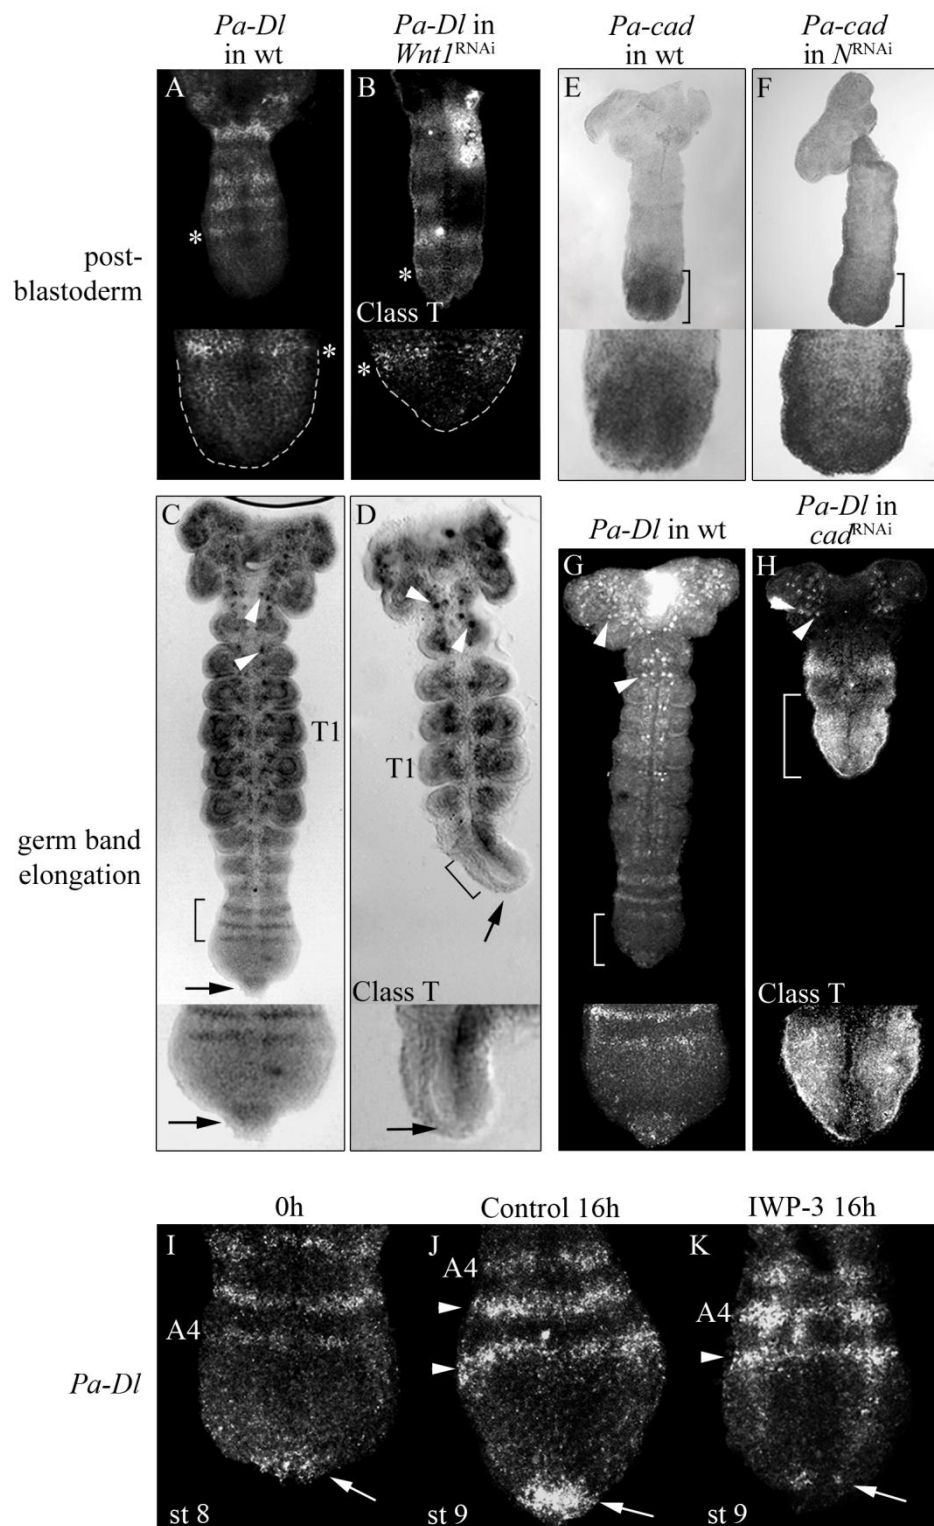 Pa-Dl in wt
Pa-Dl in Wnt1RNAi
Pa-cad in wt
Pa-cad in NRNAi
A
B
E
F
*
*
post-blastoderm
Class T
*
*
C
D
Pa-Dl in wt
Pa-Dl in cadRNAi
G
H
T1
T1
germ band elongation
Class T
Class T
0h
Control 16h
IWP-3 16h
I
J
K
A4
A4
A4
Pa-Dl
st 8
st 9
st 9